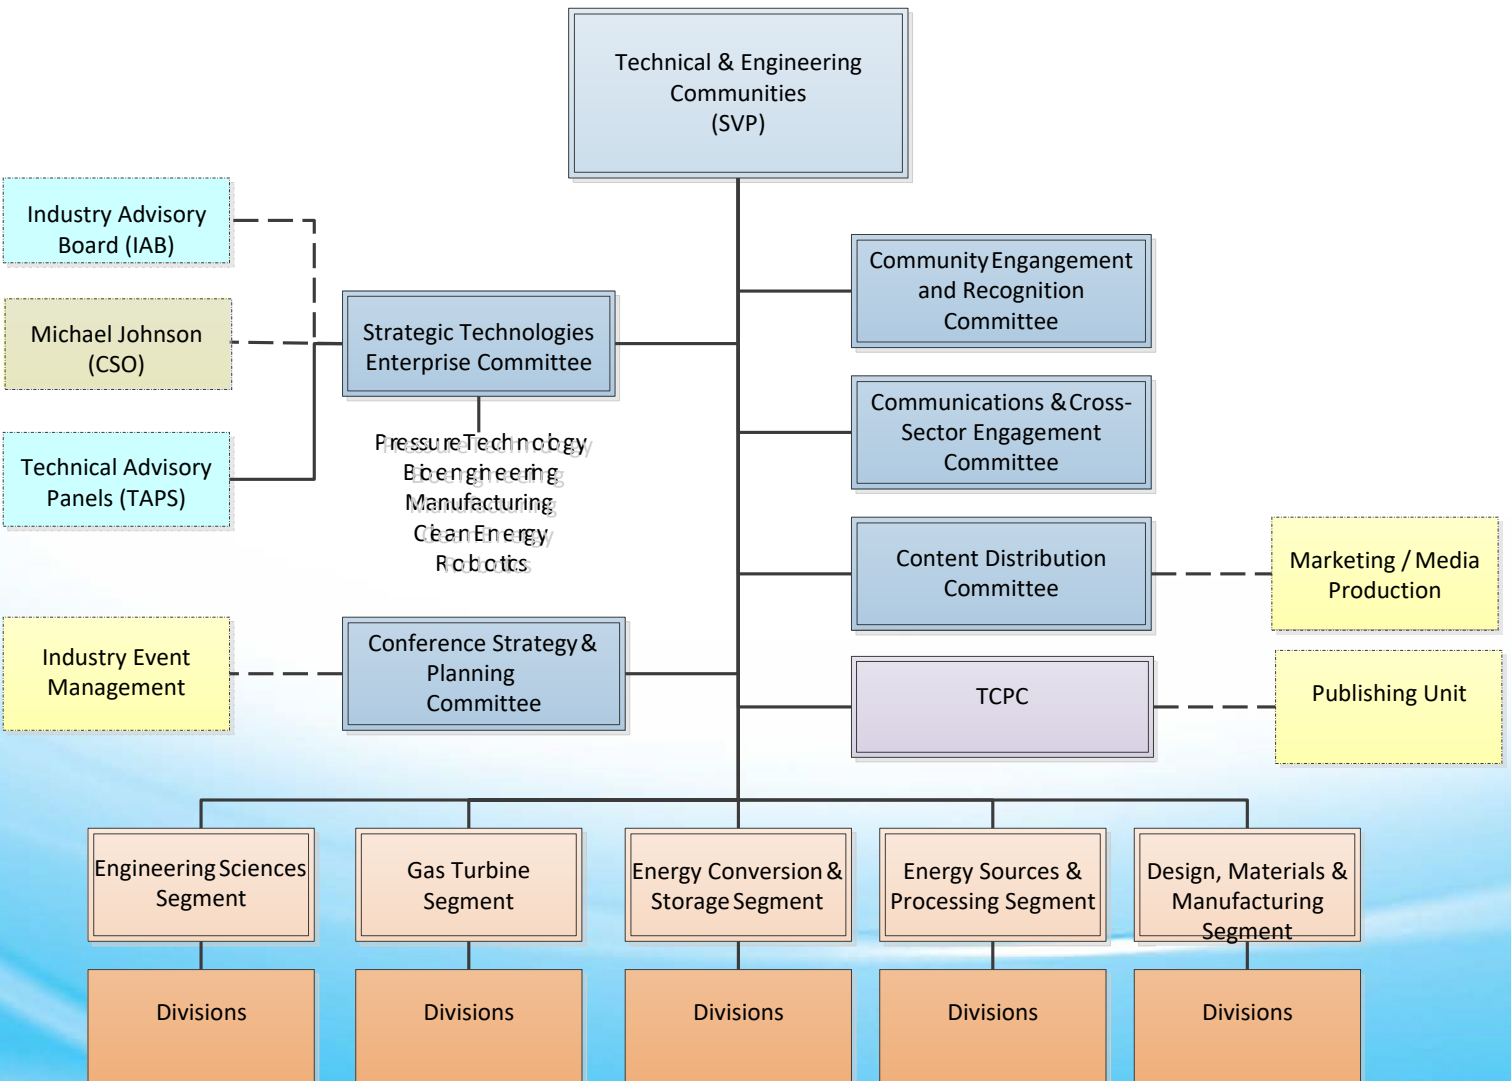 Technical & Engineering
Communities
(SVP)
Industry Advisory
Board (IAB)
Michael Johnson
(CSO)
Technical Advisory
Panels (TAPS)
Strategic Technologies
Enterprise Committee
Pressure Technology
Bioengineering
Manufacturing
Clean Energy
Robotics
Industry Event
Management
Conference Strategy &
Planning
Committee
Community Engangement
and Recognition
Committee
Communications & Cross-
Sector Engagement
Committee
Content Distribution
Committee
Marketing / Media
Production
TCPC
Publishing Unit
Engineering Sciences
Segment
Gas Turbine
Segment
Energy Conversion &
Storage Segment
Energy Sources &
Processing Segment
Design, Materials &
Manufacturing
Segment
Divisions
Divisions
Divisions
Divisions
Divisions